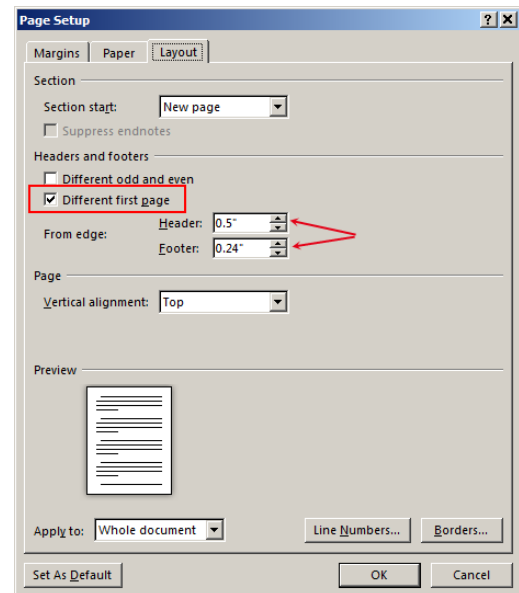 Page Setup
Margins Paper Layout
Section
Section start: New page
Suppress endnotes
Headers and footers
Different odd and even
Different first page
From edge:
Header: 0.5"
Footer: 0.24"
Page
Vertical alignment: Top
Preview
Apply to: Whole document Line Numbers... Borders...
Set As Default OK Cancel